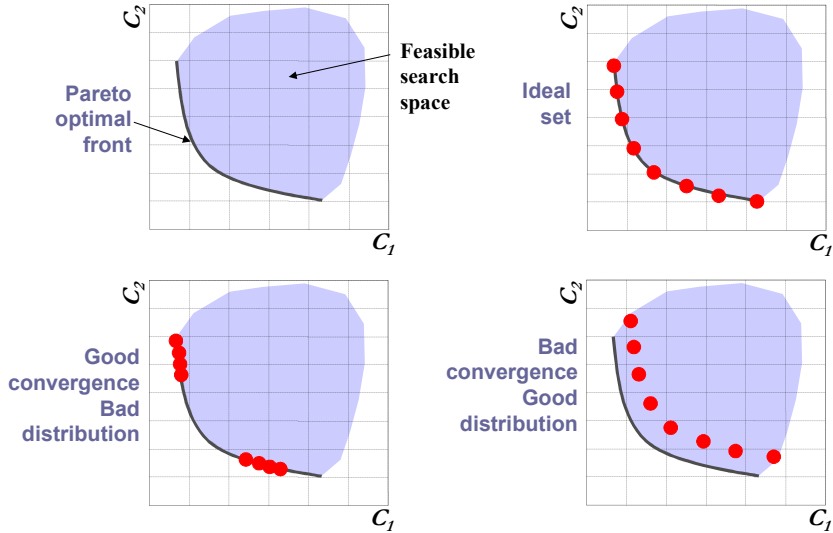 C2
Pareto
optimal
front
Feasible
search
space
C1
C2
Ideal
set
C1
C2
Good
convergence
Bad
distribution
C1
C2
Bad
convergence
Good
distribution
C1